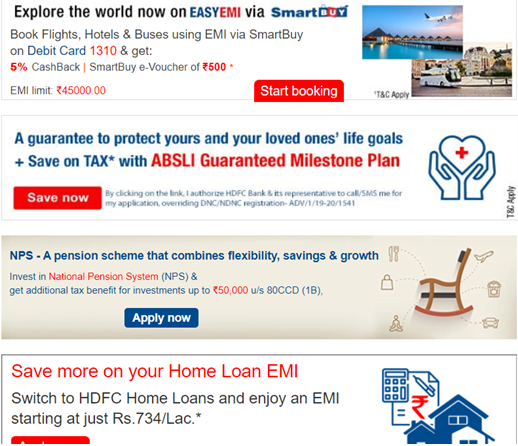 Explore the world now on EASYEMI via SmartBUY
Book Flights, Hotels & Buses using EMI via SmartBuy
on Debit Card 1310 & get:
5% CashBack | SmartBuy e-Voucher of ₹500 *
EMI limit: ₹45000.00
Start booking
*T&C Apply
A guarantee to protect yours and your loved ones' life goals
+ Save on TAX* with ABSLI Guaranteed Milestone Plan
Save now
By clicking on the link, I authorize HDFC Bank & its representative to call/SMS me for
my application, overriding DNC/NDNC registration- ADV/1/19-20/1541
T&C Apply
NPS - A pension scheme that combines flexibility, savings & growth
Invest in National Pension System (NPS) &
get additional tax benefit for investments up to ₹50,000 u/s 80CCD (1B),
Apply now
Save more on your Home Loan EMI
Switch to HDFC Home Loans and enjoy an EMI
starting at just Rs.734/Lac.*
₹